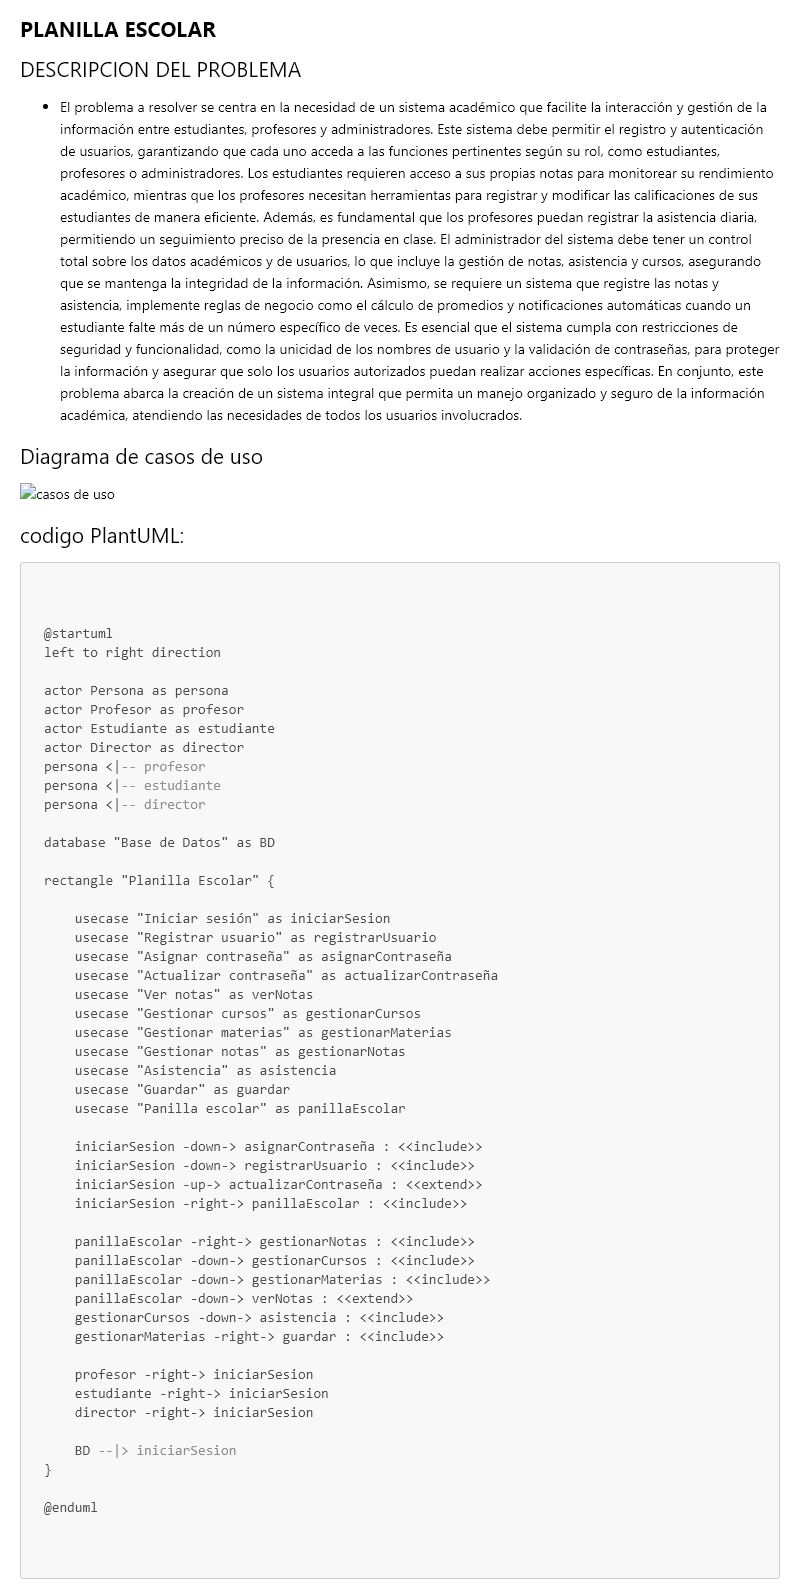 PLANILLA ESCOLAR
DESCRIPCION DEL PROBLEMA
• El problema a resolver se centra en la necesidad de un sistema académico que facilite la interacción y gestión de la
información entre estudiantes, profesores y administradores. Este sistema debe permitir el registro y autenticación
de usuarios, garantizando que cada uno acceda a las funciones pertinentes según su rol, como estudiantes,
profesores o administradores. Los estudiantes requieren acceso a sus propias notas para monitorear su rendimiento
académico, mientras que los profesores necesitan herramientas para registrar y modificar las calificaciones de sus
estudiantes de manera eficiente. Además, es fundamental que los profesores puedan registrar la asistencia diaria,
permitiendo un seguimiento preciso de la presencia en clase. El administrador del sistema debe tener un control
total sobre los datos académicos y de usuarios, lo que incluye la gestión de notas, asistencia y cursos, asegurando
que se mantenga la integridad de la información. Asimismo, se requiere un sistema que registre las notas y
asistencia, implemente reglas de negocio como el cálculo de promedios y notificaciones automáticas cuando un
estudiante falte más de un número específico de veces. Es esencial que el sistema cumpla con restricciones de
seguridad y funcionalidad, como la unicidad de los nombres de usuario y la validación de contraseñas, para proteger
la información y asegurar que solo los usuarios autorizados puedan realizar acciones específicas. En conjunto, este
problema abarca la creación de un sistema integral que permita un manejo organizado y seguro de la información
académica, atendiendo las necesidades de todos los usuarios involucrados.
Diagrama de casos de uso
casos de uso
codigo PlantUML:
@startuml
left to right direction
actor Persona as persona
actor Profesor as profesor
actor Estudiante as estudiante
actor Director as director
persona <|-- profesor
persona <|-- estudiante
persona <|-- director
database "Base de Datos" as BD
rectangle "Planilla Escolar" {
usecase "Iniciar sesión" as iniciarSesion
usecase "Registrar usuario" as registrarUsuario
usecase "Asignar contraseña" as asignarContraseña
usecase "Actualizar contraseña" as actualizarContraseña
usecase "Ver notas" as verNotas
usecase "Gestionar cursos" as gestionarCursos
usecase "Gestionar materias" as gestionarMaterias
usecase "Gestionar notas" as gestionarNotas
usecase "Asistencia" as asistencia
usecase "Guardar" as guardar
usecase "Panilla escolar" as panillaEscolar
iniciarSesion -down-> asignarContraseña : <<include>>
iniciarSesion -down-> registrarUsuario : <<include>>
iniciarSesion -up-> actualizarContraseña : <<extend>>
iniciarSesion -right-> panillaEscolar : <<include>>
panillaEscolar -right-> gestionarNotas : <<include>>
panillaEscolar -down-> gestionarCursos : <<include>>
panillaEscolar -down-> gestionarMaterias : <<include>>
panillaEscolar -down-> verNotas : <<extend>>
gestionarCursos -down-> asistencia : <<include>>
gestionarMaterias -right-> guardar : <<include>>
profesor -right-> iniciarSesion
estudiante -right-> iniciarSesion
director -right-> iniciarSesion
BD --|> iniciarSesion
}
@enduml